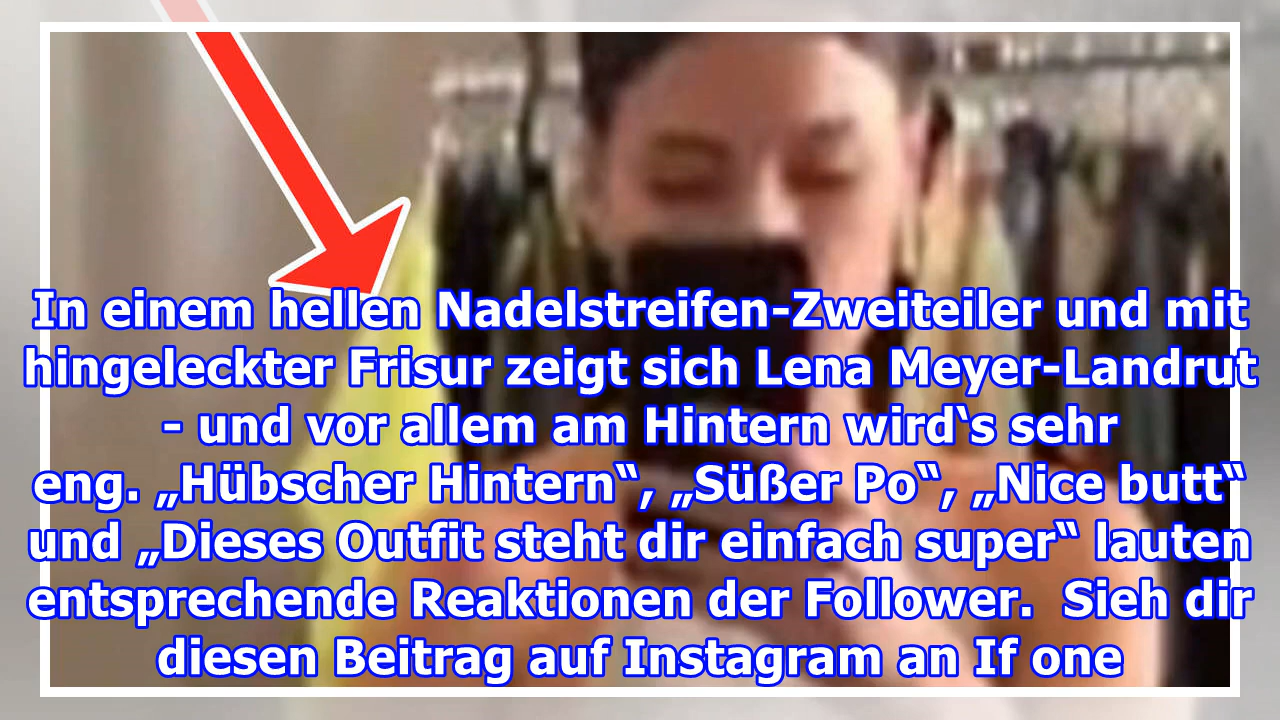 In einem hellen Nadelstreifen-Zweiteiler und mit
hingeleckter Frisur zeigt sich Lena Meyer-Landrut
- und vor allem am Hintern wird‘s sehr
eng. „Hübscher Hintern“, „Süßer Po“, „Nice butt“
und „Dieses Outfit steht dir einfach super“ lauten
entsprechende Reaktionen der Follower.  Sieh dir
diesen Beitrag auf Instagram an If one